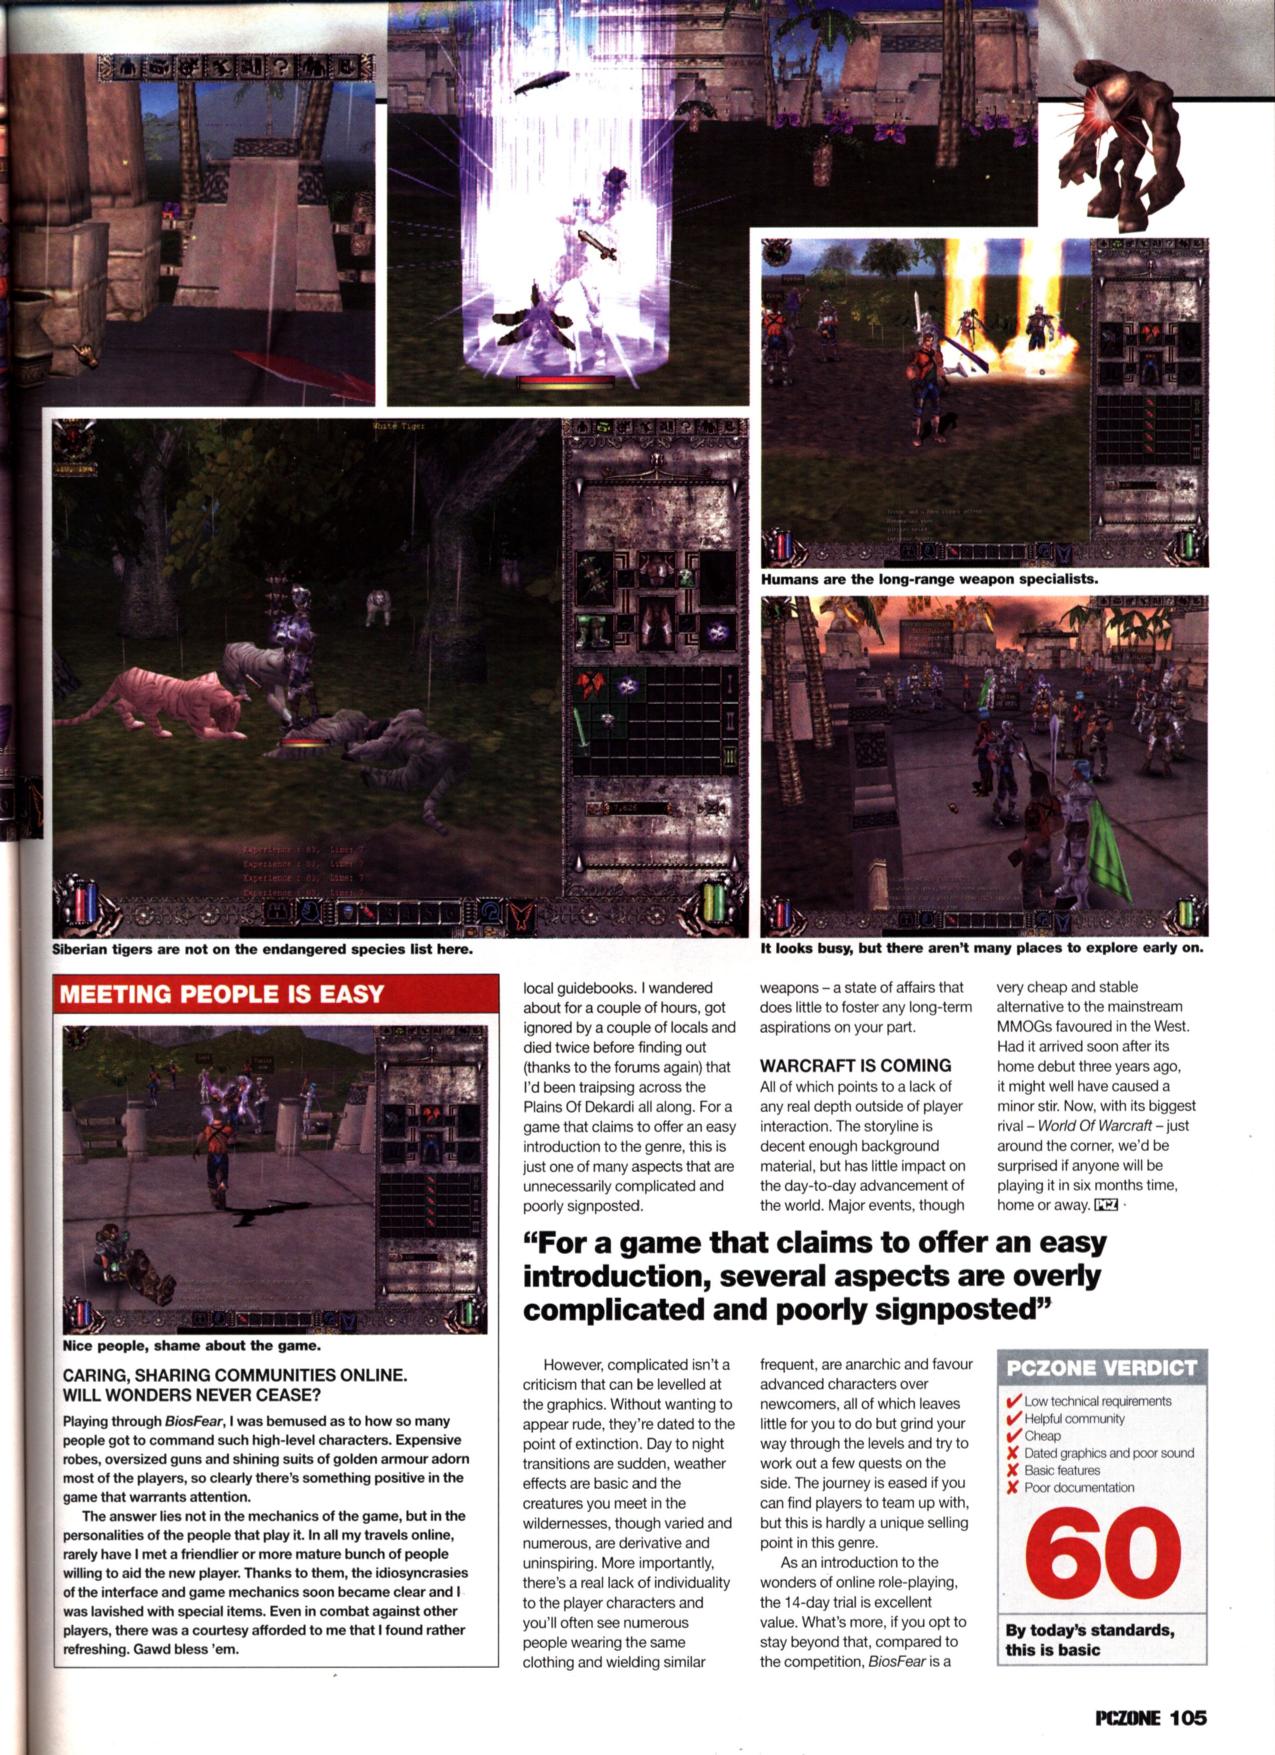 White Tiger
Humans are the long-range weapon specialists.
Experience : 83, Lime: 7
Experience : 83, Lime: 7
Experience : 83, Lime: 7
Experience : 83, Lime: 7
Siberian tigers are not on the endangered species list here.
It looks busy, but there aren't many places to explore early on.
MEETING PEOPLE IS EASY
Nice people, shame about the game.
CARING, SHARING COMMUNITIES ONLINE.
WILL WONDERS NEVER CEASE?
Playing through BiosFear, I was bemused as to how so many
people got to command such high-level characters. Expensive
robes, oversized guns and shining suits of golden armour adorn
most of the players, so clearly there's something positive in the
game that warrants attention.
The answer lies not in the mechanics of the game, but in the
personalities of the people that play it. In all my travels online,
rarely have I met a friendlier or more mature bunch of people
willing to aid the new player. Thanks to them, the idiosyncrasies
of the interface and game mechanics soon became clear and I
was lavished with special items. Even in combat against other
players, there was a courtesy afforded to me that I found rather
refreshing. Gawd bless 'em.
local guidebooks. I wandered
about for a couple of hours, got
ignored by a couple of locals and
died twice before finding out
(thanks to the forums again) that
I'd been traipsing across the
Plains Of Dekardi all along. For a
game that claims to offer an easy
introduction to the genre, this is
just one of many aspects that are
unnecessarily complicated and
poorly signposted.
"For a game that claims to offer an easy
introduction, several aspects are overly
complicated and poorly signposted"
However, complicated isn't a
criticism that can be levelled at
the graphics. Without wanting to
appear rude, they're dated to the
point of extinction. Day to night
transitions are sudden, weather
effects are basic and the
creatures you meet in the
wildernesses, though varied and
numerous, are derivative and
uninspiring. More importantly,
there's a real lack of individuality
to the player characters and
you'll often see numerous
people wearing the same
clothing and wielding similar
weapons – a state of affairs that
does little to foster any long-term
aspirations on your part.
WARCRAFT IS COMING
All of which points to a lack of
any real depth outside of player
interaction. The storyline is
decent enough background
material, but has little impact on
the day-to-day advancement of
the world. Major events, though
frequent, are anarchic and favour
advanced characters over
newcomers, all of which leaves
little for you to do but grind your
way through the levels and try to
work out a few quests on the
side. The journey is eased if you
can find players to team up with,
but this is hardly a unique selling
point in this genre.
As an introduction to the
wonders of online role-playing,
the 14-day trial is excellent
value. What's more, if you opt to
stay beyond that, compared to
the competition, BiosFear is a
very cheap and stable
alternative to the mainstream
MMOGs favoured in the West.
Had it arrived soon after its
home debut three years ago,
it might well have caused a
minor stir. Now, with its biggest
rival – World Of Warcraft – just
around the corner, we'd be
surprised if anyone will be
playing it in six months time,
home or away. PCZ
PCZONE VERDICT
✔ Low technical requirements
✔ Helpful community
✔ Cheap
✘ Dated graphics and poor sound
✘ Basic features
✘ Poor documentation
60
By today's standards,
this is basic
PCZONE 105